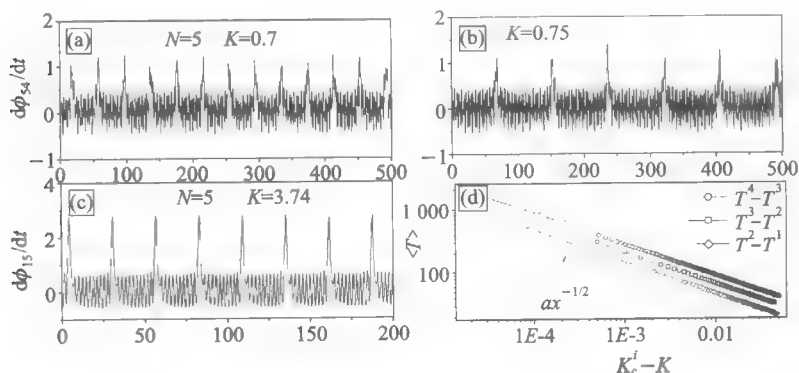 (a) N=5 K=0.7
dϕ54/dt
1
0
−1
0 100 200 300 400 500
(b) K=0.75
2
1
0
−1
0 100 200 300 400 500
(c) N=5 K=3.74
dϕ15/dt
4
2
0
0 50 100 150 200
(d)
T⁴−T³
T³−T²
T²−T¹
<T>
1 000
100
ax^−1/2
1E-4 1E-3 0.01
K_c^i−K